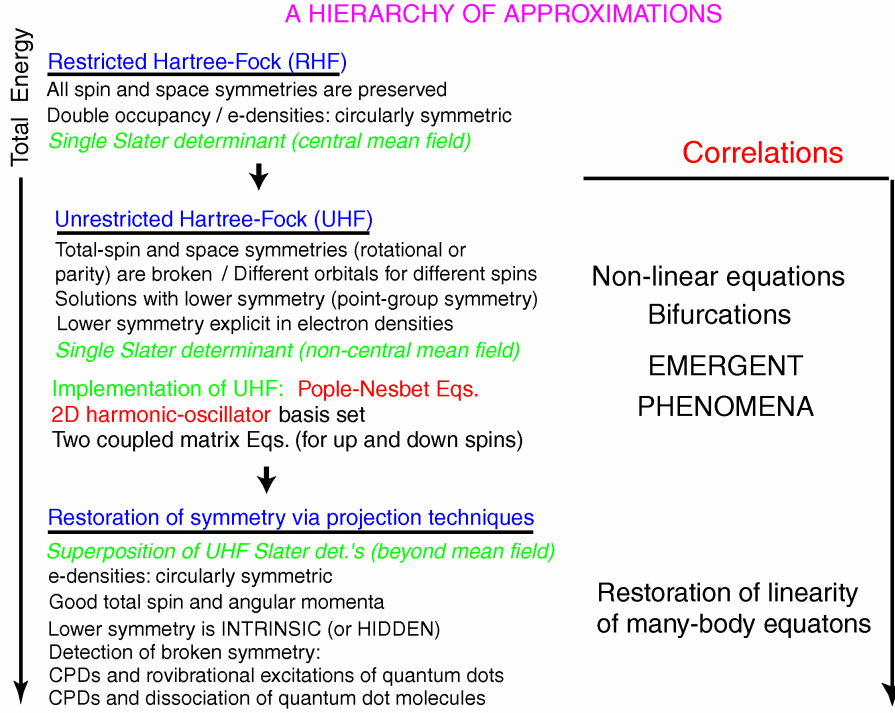 A HIERARCHY OF APPROXIMATIONS
Total Energy
Restricted Hartree-Fock (RHF)
All spin and space symmetries are preserved
Double occupancy / e-densities: circularly symmetric
Single Slater determinant (central mean field)
Unrestricted Hartree-Fock (UHF)
Total-spin and space symmetries (rotational or
parity) are broken / Different orbitals for different spins
Solutions with lower symmetry (point-group symmetry)
Lower symmetry explicit in electron densities
Single Slater determinant (non-central mean field)
Implementation of UHF: Pople-Nesbet Eqs.
2D harmonic-oscillator basis set
Two coupled matrix Eqs. (for up and down spins)
Restoration of symmetry via projection techniques
Superposition of UHF Slater det.'s (beyond mean field)
e-densities: circularly symmetric
Good total spin and angular momenta
Lower symmetry is INTRINSIC (or HIDDEN)
Detection of broken symmetry:
CPDs and rovibrational excitations of quantum dots
CPDs and dissociation of quantum dot molecules
Correlations
Non-linear equations
Bifurcations
EMERGENT
PHENOMENA
Restoration of linearity
of many-body equatons